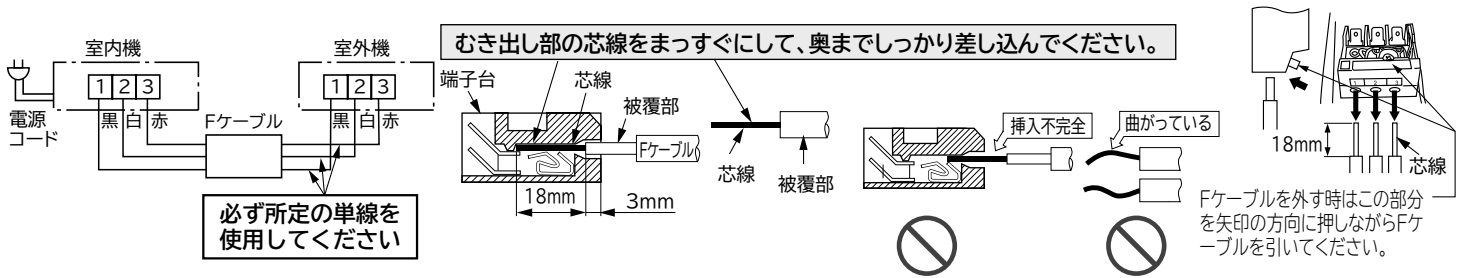 室内機
1 2 3
黒 白 赤
電源
コード
Fケーブル
室外機
1 2 3
黒 白 赤
必ず所定の単線を
使用してください
むき出し部の芯線をまっすぐにして、奥までしっかり差し込んでください。
端子台
芯線
被覆部
Fケーブル
18mm
3mm
芯線
被覆部
挿入不完全
曲がっている
1 2 3
18mm
芯線
Fケーブルを外す時はこの部分
を矢印の方向に押しながらFケ
ーブルを引いてください。